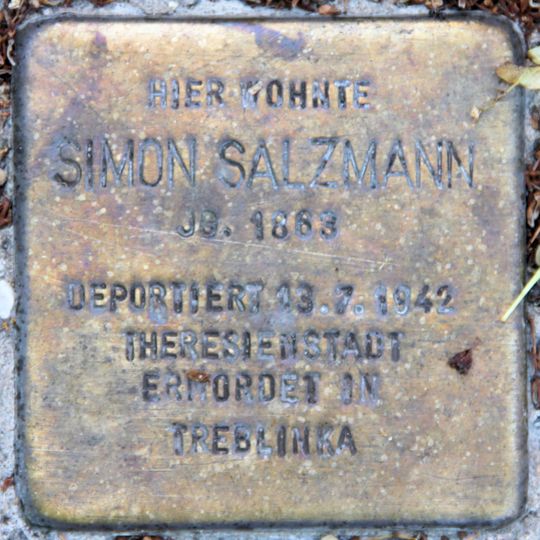 HIER WOHNTE
SIMON SALZMANN
JG. 1863
DEPORTIERT 13.7.1942
THERESIENSTADT
ERMORDET IN
TREBLINKA